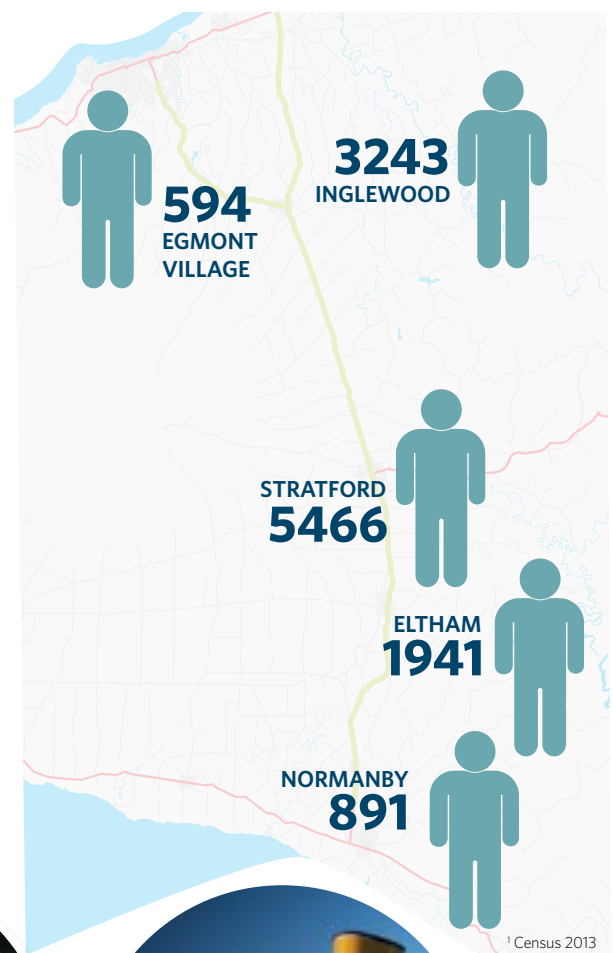 3243
INGLEWOOD
594
EGMONT
VILLAGE
STRATFORD
5466
ELTHAM
1941
NORMANBY
891
¹ Census 2013